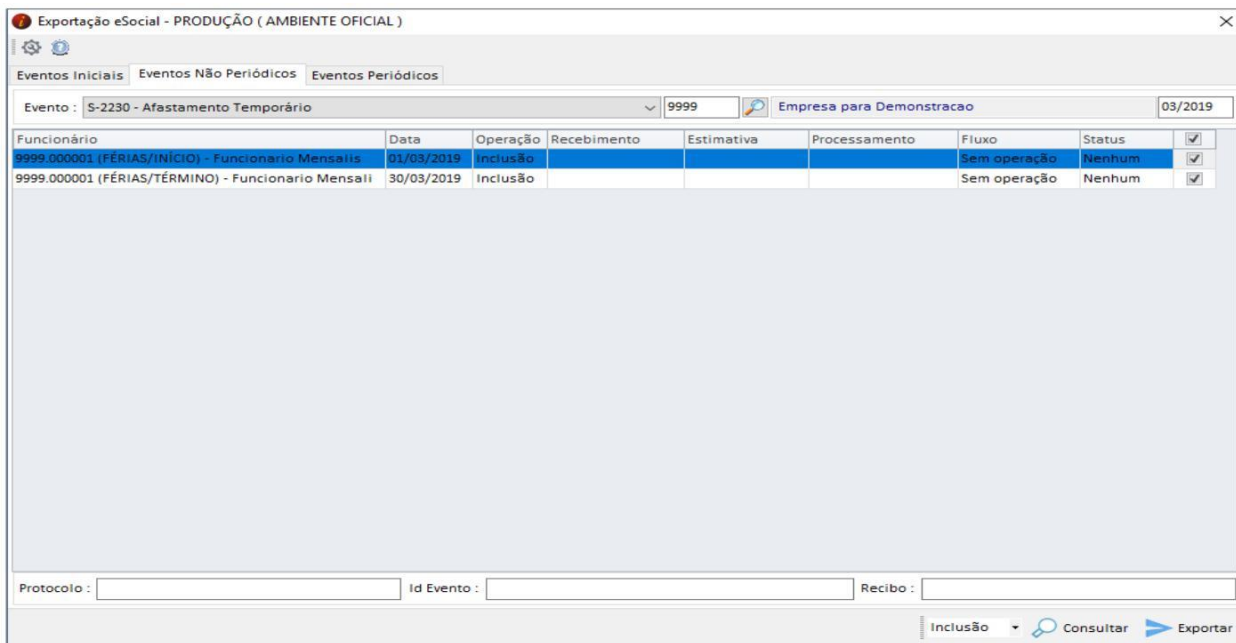 Exportação eSocial - PRODUÇÃO ( AMBIENTE OFICIAL )
Eventos Iniciais Eventos Não Periódicos Eventos Periódicos
Evento : S-2230 - Afastamento Temporário 9999 Empresa para Demonstracao 03/2019
Funcionário Data Operação Recebimento Estimativa Processamento Fluxo Status
9999.000001 (FÉRIAS/INÍCIO) - Funcionario Mensalis 01/03/2019 Inclusão Sem operação Nenhum
9999.000001 (FÉRIAS/TÉRMINO) - Funcionario Mensali 30/03/2019 Inclusão Sem operação Nenhum
Protocolo : Id Evento : Recibo :
Inclusão Consultar Exportar